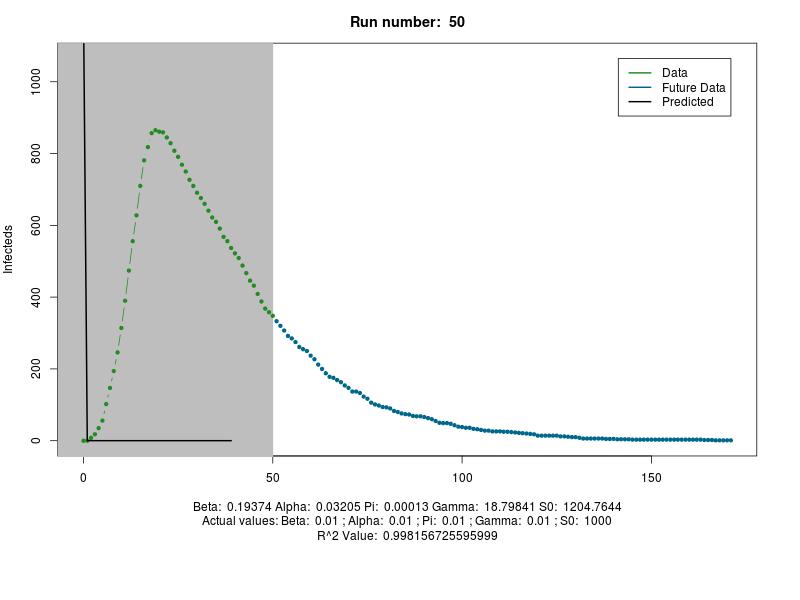 Run number: 50
Data
Future Data
Predicted
1000
800
600
400
200
0
Infecteds
0 50 100 150
Beta: 0.19374 Alpha: 0.03205 Pi: 0.00013 Gamma: 18.79841 S0: 1204.7644
Actual values: Beta: 0.01 ; Alpha: 0.01 ; Pi: 0.01 ; Gamma: 0.01 ; S0: 1000
R^2 Value: 0.998156725595999